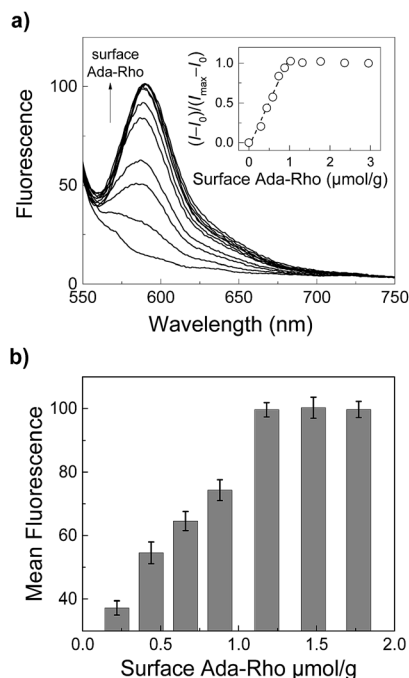 a)
surface
Ada-Rho
Fluorescence
100
50
0
550 600 650 700 750
Wavelength (nm)
(I–I0)/(Imax–I0)
1.0
0.5
0.0
0 1 2 3
Surface Ada-Rho (µmol/g)
b)
Mean Fluorescence
100
80
60
40
0.0 0.5 1.0 1.5 2.0
Surface Ada-Rho µmol/g